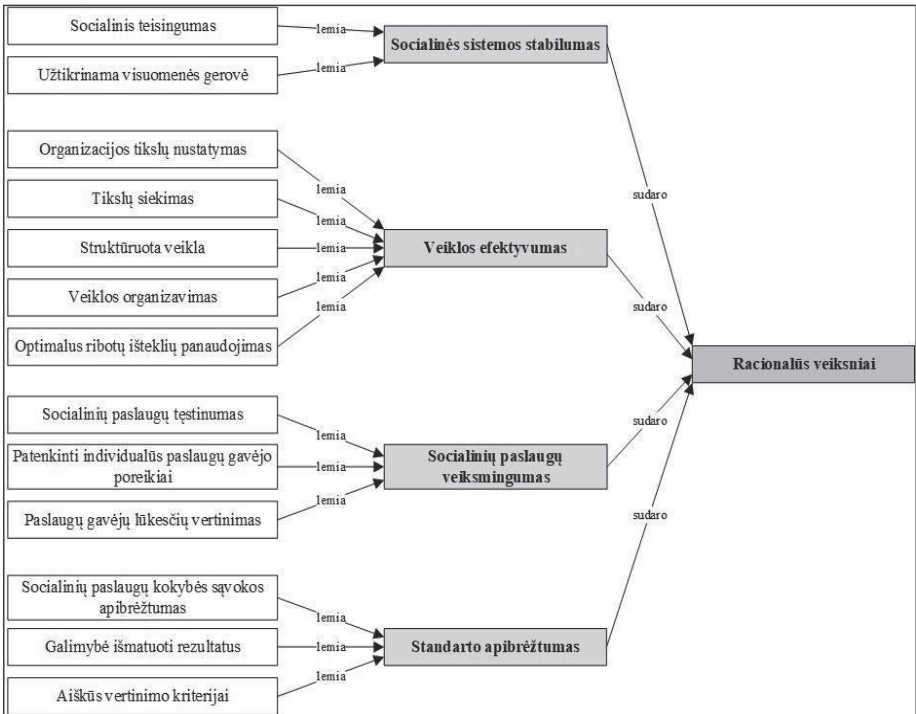 Socialinis teisingumas
lemia
Socialinės sistemos stabilumas
Užtikrinama visuomenės gerovė
lemia
Organizacijos tikslų nustatymas
lemia
Tikslų siekimas
lemia
Struktūruota veikla
lemia
Veiklos efektyvumas
Veiklos organizavimas
lemia
Optimalus ribotų išteklių panaudojimas
lemia
Socialinių paslaugų tęstinumas
lemia
Patenkinti individualūs paslaugų gavėjo
poreikiai
lemia
Socialinių paslaugų
veiksmingumas
Paslaugų gavėjų lūkesčių vertinimas
lemia
Socialinių paslaugų kokybės sąvokos
apibrėžtumas
lemia
Galimybė išmatuoti rezultatus
lemia
Standarto apibrėžtumas
Aiškūs vertinimo kriterijai
lemia
sudaro
sudaro
sudaro
sudaro
Racionalūs veiksniai